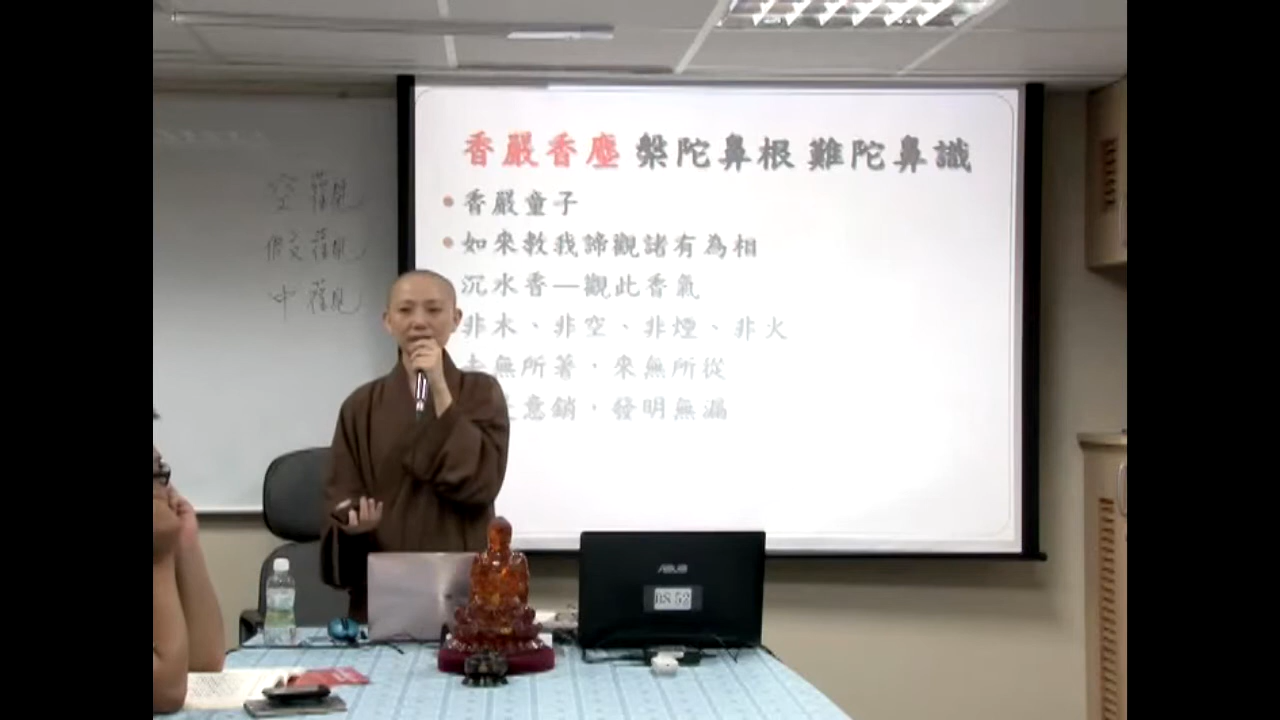 空觀
假觀
中觀
香嚴香塵 槃陀鼻根 難陀鼻識
香嚴童子
如來教我諦觀諸有為相
沉水香—觀此香氣
非木、非空、非煙、非火
去無所著，來無所從
意銷，發明無漏
ASUS
BS 52